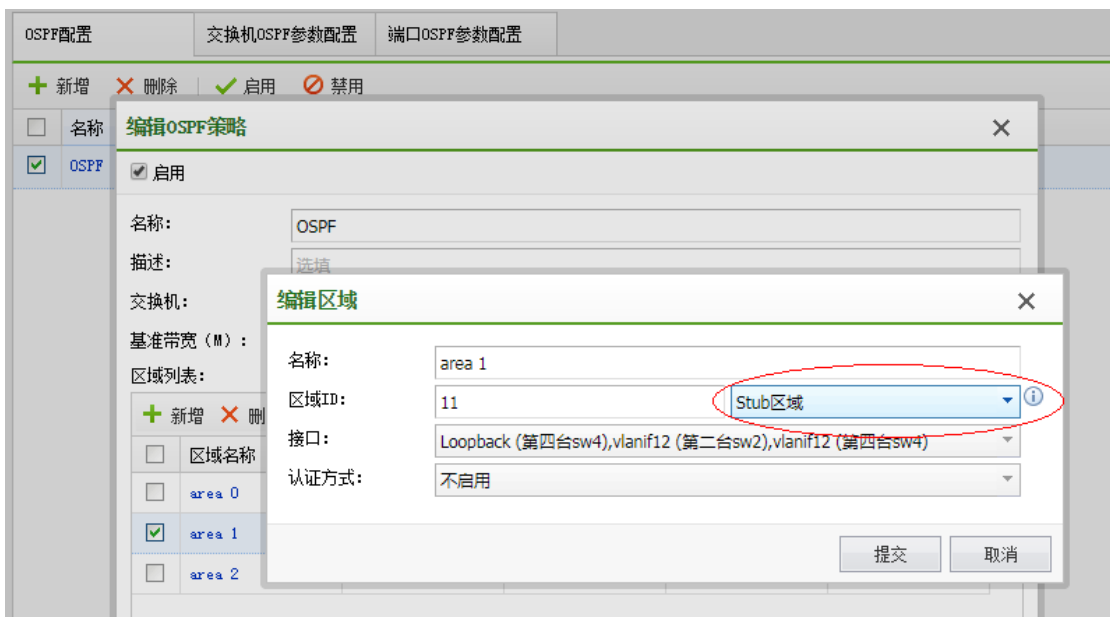 OSPF配置 交换机OSPF参数配置 端口OSPF参数配置
新增 删除 启用 禁用
名称 编辑OSPF策略
OSPF 启用
名称: OSPF
描述: 选填
交换机: 编辑区域
基准带宽(M):
名称: area 1
区域列表:
区域ID: 11 Stub区域
新增 删
接口: Loopback (第四台sw4),vlanif12 (第二台sw2),vlanif12 (第四台sw4)
区域名称
认证方式: 不启用
area 0
area 1
提交 取消
area 2